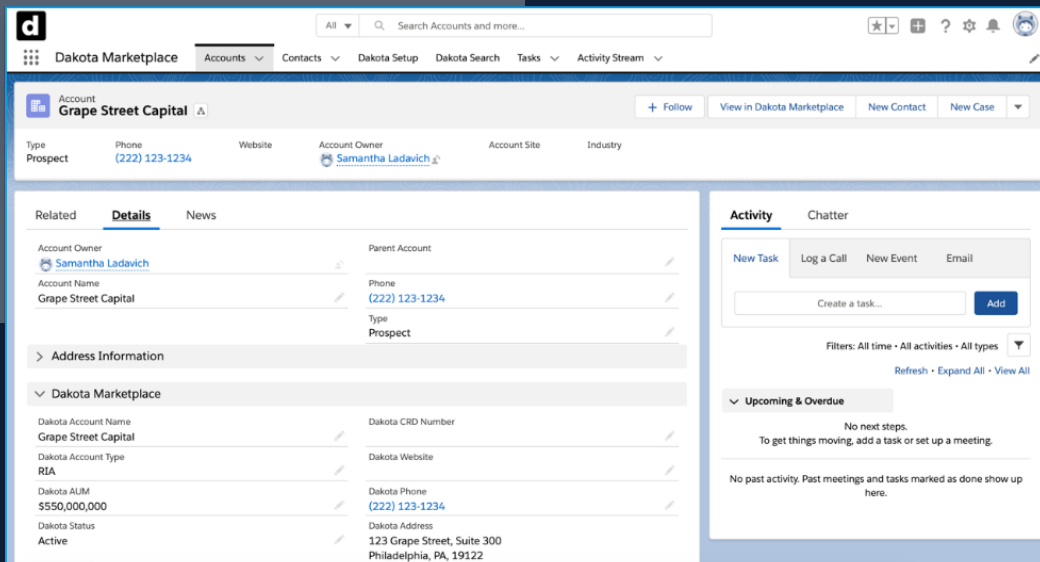 d
All
Search Accounts and more...
Dakota Marketplace
Accounts
Contacts
Dakota Setup
Dakota Search
Tasks
Activity Stream
Account
Grape Street Capital
+ Follow
View in Dakota Marketplace
New Contact
New Case
Type
Phone
Website
Account Owner
Account Site
Industry
Prospect
(222) 123-1234
Samantha Ladavich
Related
Details
News
Account Owner
Samantha Ladavich
Parent Account
Account Name
Grape Street Capital
Phone
(222) 123-1234
Type
Prospect
Address Information
Dakota Marketplace
Dakota Account Name
Grape Street Capital
Dakota CRD Number
Dakota Account Type
RIA
Dakota Website
Dakota AUM
$550,000,000
Dakota Phone
(222) 123-1234
Dakota Status
Active
Dakota Address
123 Grape Street, Suite 300
Philadelphia, PA, 19122
Activity
Chatter
New Task
Log a Call
New Event
Email
Create a task...
Add
Filters: All time • All activities • All types
Refresh • Expand All • View All
Upcoming & Overdue
No next steps.
To get things moving, add a task or set up a meeting.
No past activity. Past meetings and tasks marked as done show up
here.